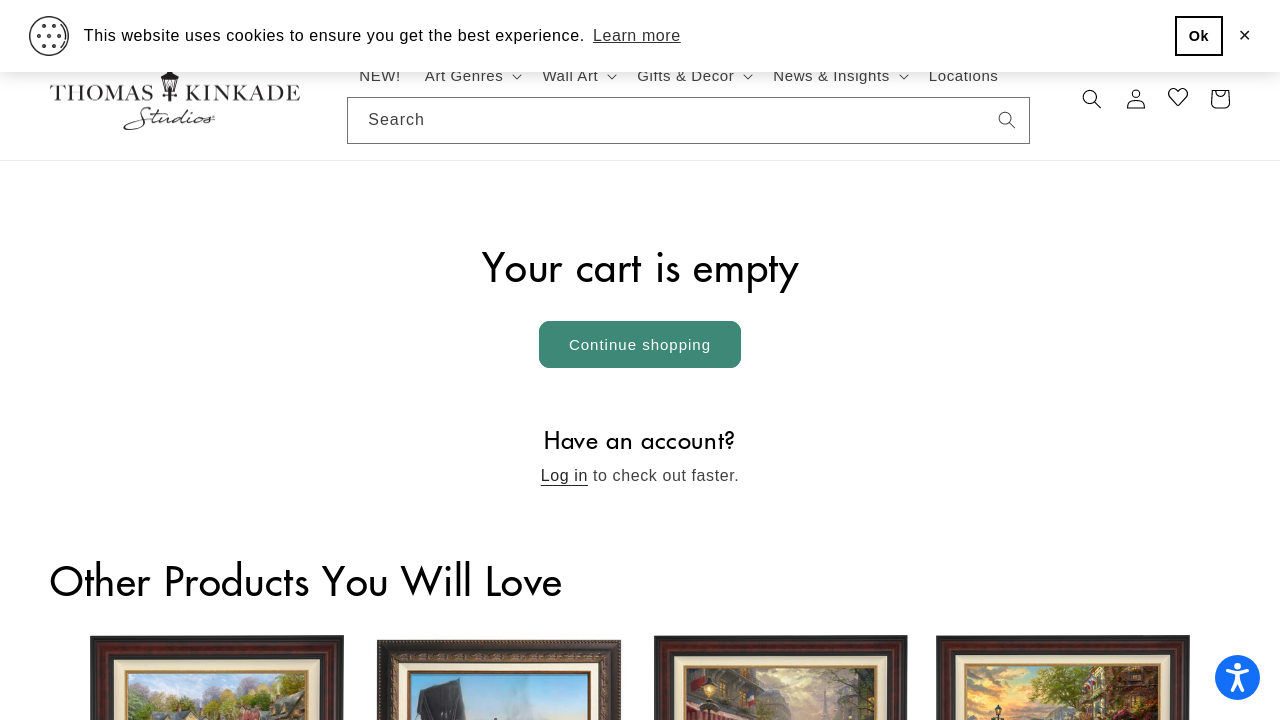 This website uses cookies to ensure you get the best experience. Learn more
Ok
×
NEW! Art Genres Wall Art Gifts & Decor News & Insights Locations
THOMAS KINKADE
Studios
Search
Your cart is empty
Continue shopping
Have an account?
Log in to check out faster.
Other Products You Will Love